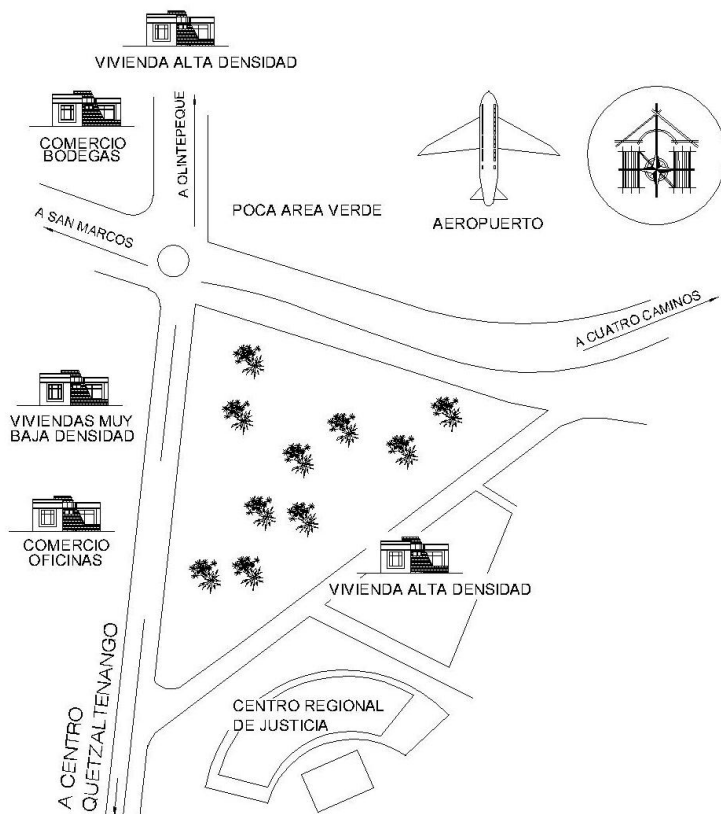 VIVIENDA ALTA DENSIDAD
COMERCIO
BODEGAS
A OLINTEPEQUE
A SAN MARCOS
POCA AREA VERDE
AEROPUERTO
A CUATRO CAMINOS
VIVIENDAS MUY
BAJA DENSIDAD
COMERCIO
OFICINAS
VIVIENDA ALTA DENSIDAD
A CENTRO
QUETZALTENANGO
CENTRO REGIONAL
DE JUSTICIA